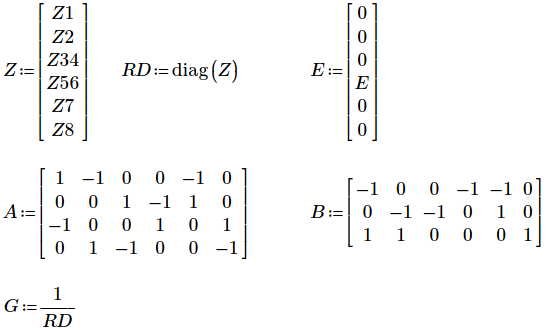 Z:=[Z1 Z2 Z34 Z56 Z7 Z8] RD:=diag(Z) E:=[0 0 0 E 0 0]
A:=
1 −1 0 0 −1 0
0 0 1 −1 1 0
−1 0 0 1 0 1
0 1 −1 0 0 −1
B:=
−1 0 0 −1 −1 0
0 −1 −1 0 1 0
1 1 0 0 0 1
G:=1/RD